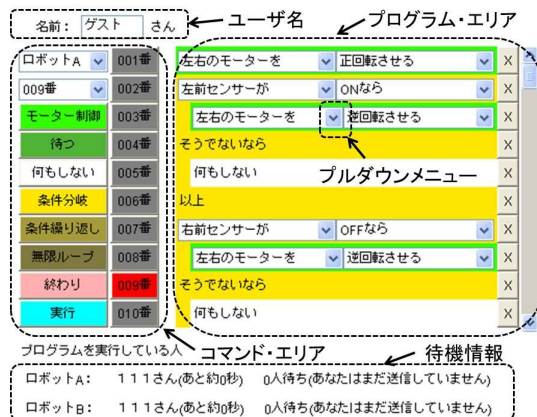 名前: ゲスト さん ユーザ名 プログラム・エリア
ロボットA 001番 左右のモーターを 正回転させる X
009番 002番 左前センサーが ONなら X
モーター制御 003番 左右のモーターを 逆回転させる X
待つ 004番 そうでないなら X
何もしない 005番 何もしない プルダウンメニュー X
条件分岐 006番 以上 X
条件繰り返し 007番 右前センサーが OFFなら X
無限ループ 008番 左右のモーターを 逆回転させる X
終わり 009番 そうでないなら X
実行 010番 何もしない X
プログラムを実行している人 コマンド・エリア 待機情報
ロボットA: 111さん(あと約0秒) 0人待ち(あなたはまだ送信していません)
ロボットB: 111さん(あと約0秒) 0人待ち(あなたはまだ送信していません)